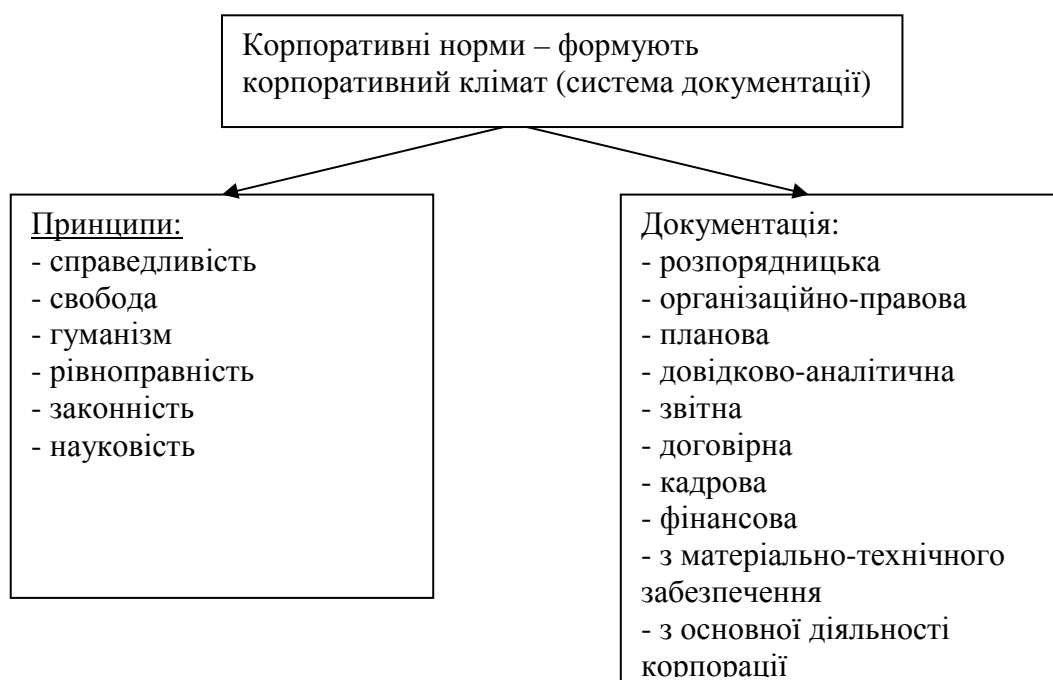 Корпоративні норми – формують
корпоративний клімат (система документації)
Принципи:
- справедливість
- свобода
- гуманізм
- рівноправність
- законність
- науковість
Документація:
- розпорядницька
- організаційно-правова
- планова
- довідково-аналітична
- звітна
- договірна
- кадрова
- фінансова
- з матеріально-технічного
забезпечення
- з основної діяльності
корпорації